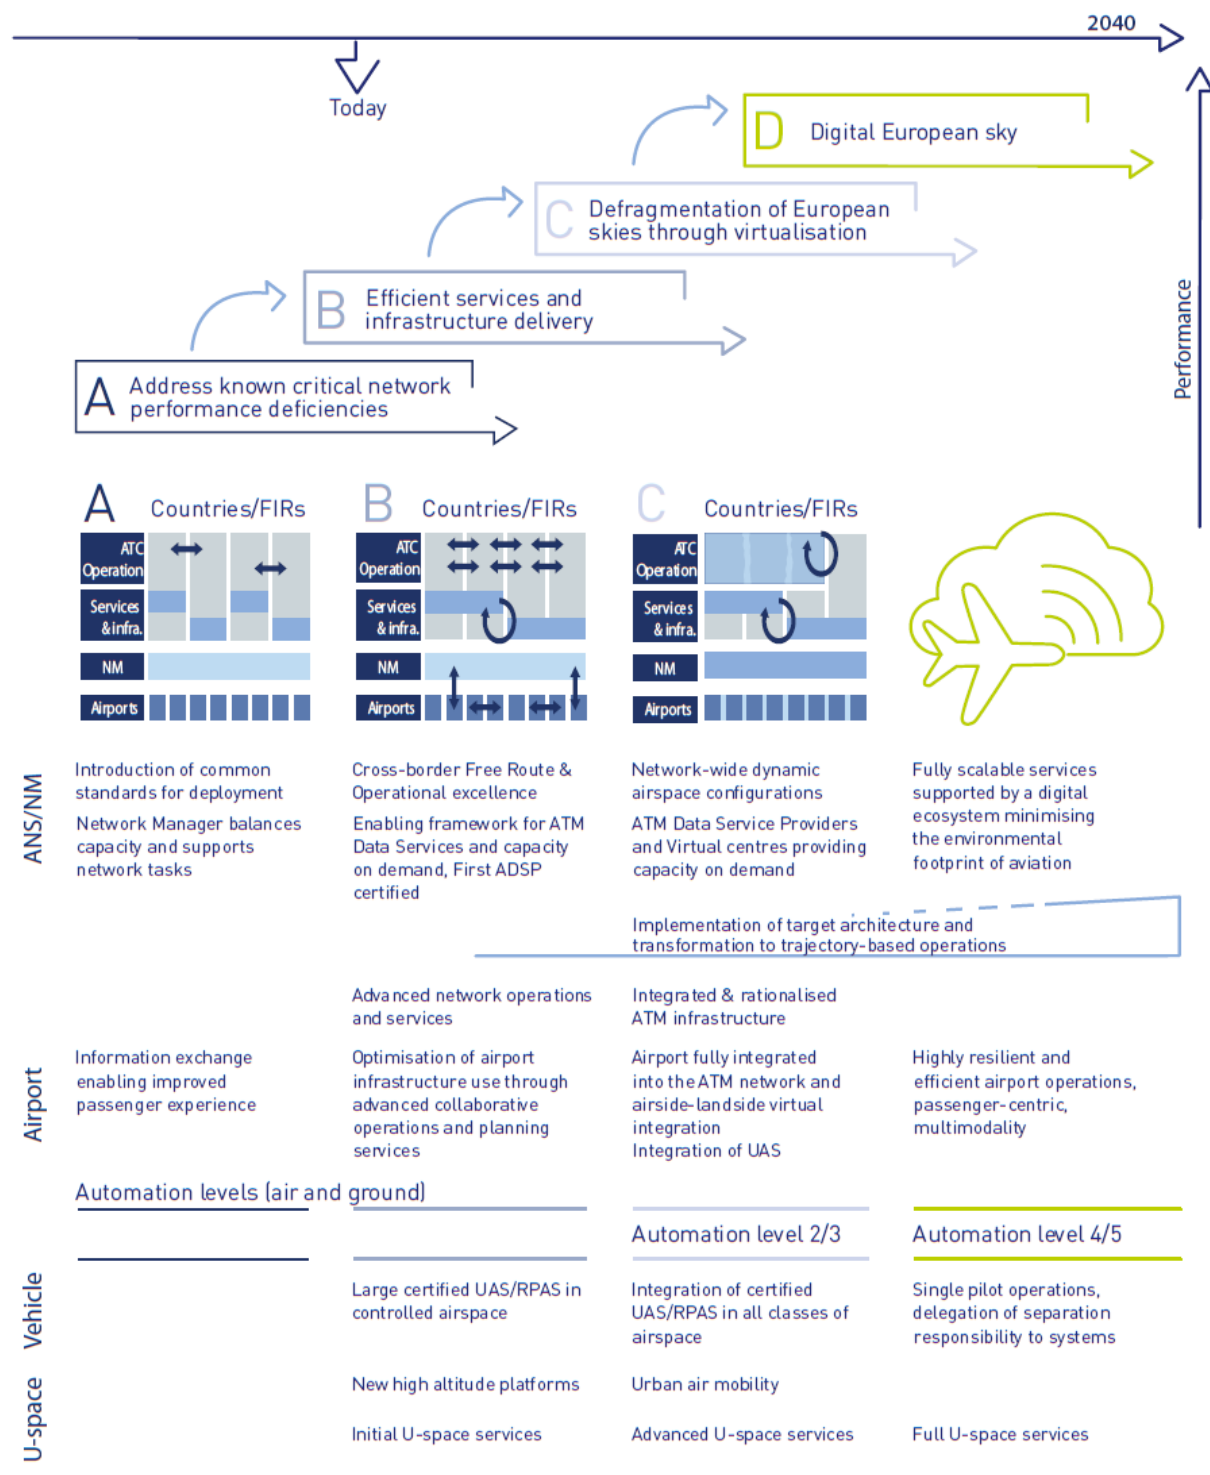 2040
Today
D Digital European sky
C Defragmentation of European
skies through virtualisation
B Efficient services and
infrastructure delivery
A Address known critical network
performance deficiencies
Performance
A Countries/FIRs
ATC
Operation
Services
& infra.
NM
Airports
B Countries/FIRs
ATC
Operation
Services
& infra.
NM
Airports
C Countries/FIRs
ATC
Operation
Services
& infra.
NM
Airports
ANS/NM
Introduction of common
standards for deployment
Network Manager balances
capacity and supports
network tasks
Cross-border Free Route &
Operational excellence
Enabling framework for ATM
Data Services and capacity
on demand, First ADSP
certified
Network-wide dynamic
airspace configurations
ATM Data Service Providers
and Virtual centres providing
capacity on demand
Fully scalable services
supported by a digital
ecosystem minimising
the environmental
footprint of aviation
Implementation of target architecture and
transformation to trajectory-based operations
Advanced network operations
and services
Integrated & rationalised
ATM infrastructure
Airport
Information exchange
enabling improved
passenger experience
Optimisation of airport
infrastructure use through
advanced collaborative
operations and planning
services
Airport fully integrated
into the ATM network and
airside-landside virtual
integration
Integration of UAS
Highly resilient and
efficient airport operations,
passenger-centric,
multimodality
Automation levels (air and ground)
Automation level 2/3
Automation level 4/5
Vehicle
Large certified UAS/RPAS in
controlled airspace
Integration of certified
UAS/RPAS in all classes of
airspace
Single pilot operations,
delegation of separation
responsibility to systems
U-space
New high altitude platforms
Urban air mobility
Initial U-space services
Advanced U-space services
Full U-space services